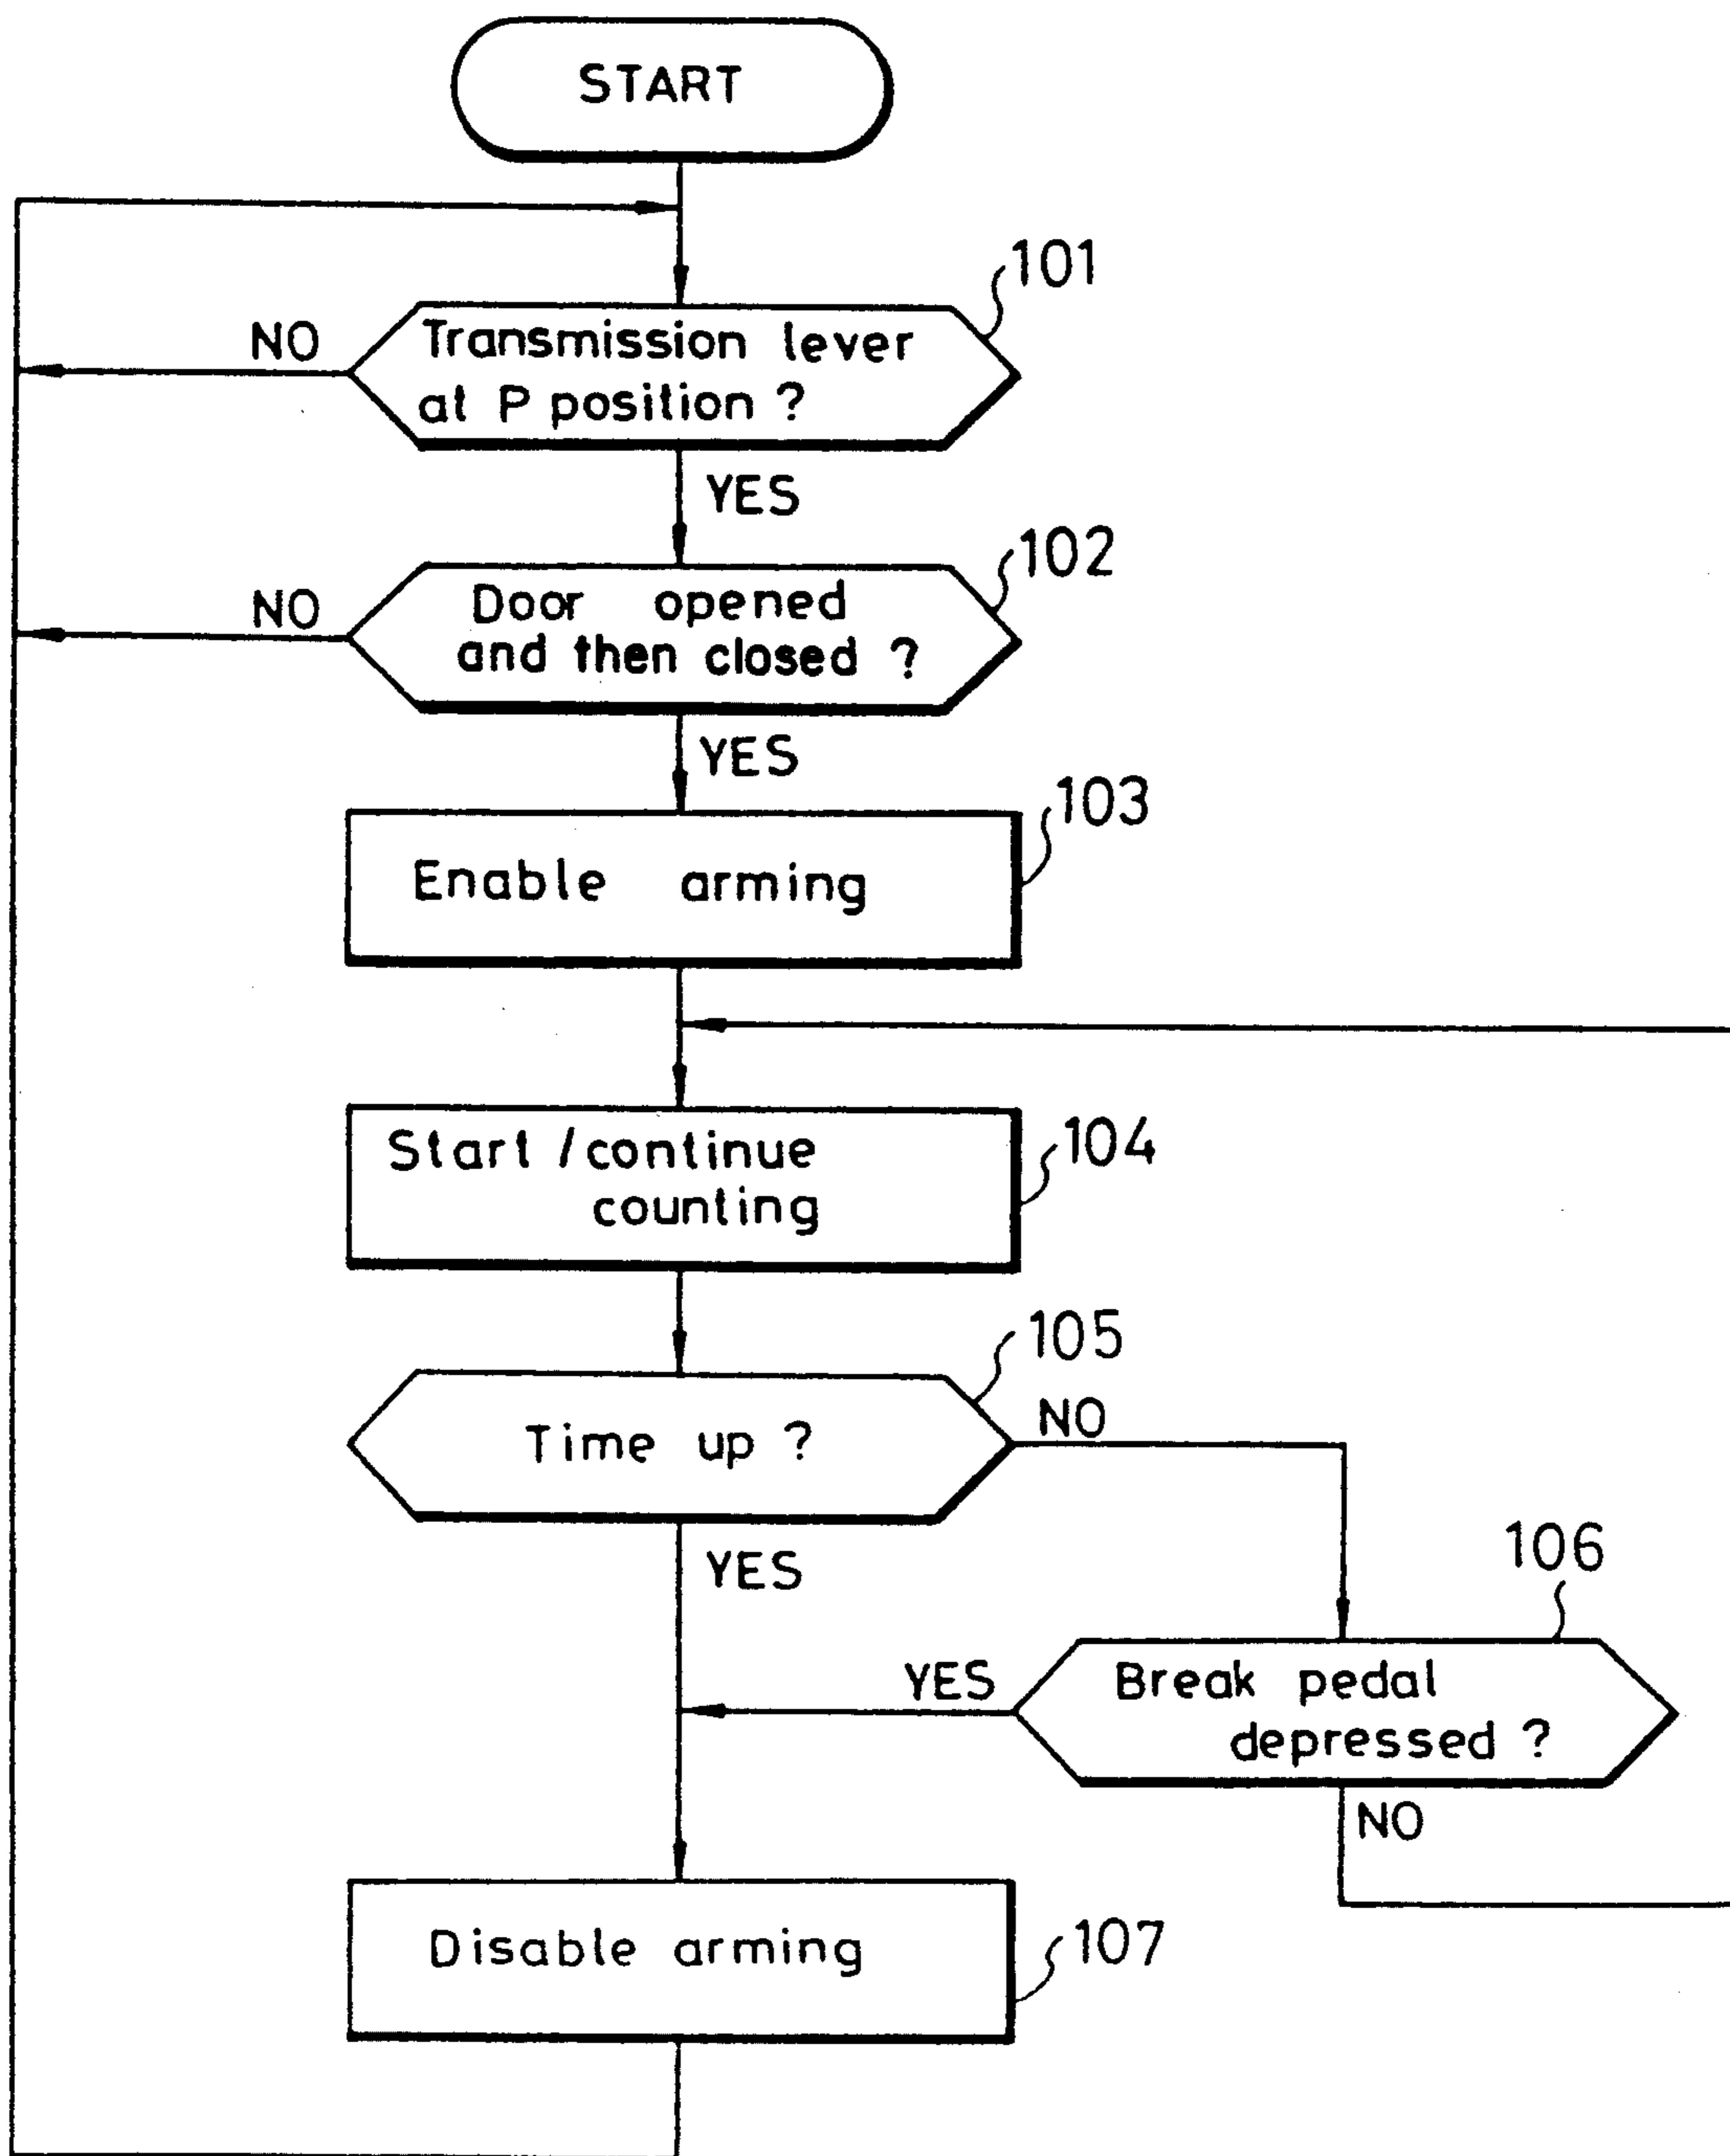 START
101
NO
Transmission lever
at P position ?
YES
102
NO
Door opened
and then closed ?
YES
103
Enable arming
104
Start / continue
counting
105
NO
Time up ?
YES
106
YES
Break pedal
depressed ?
NO
107
Disable arming